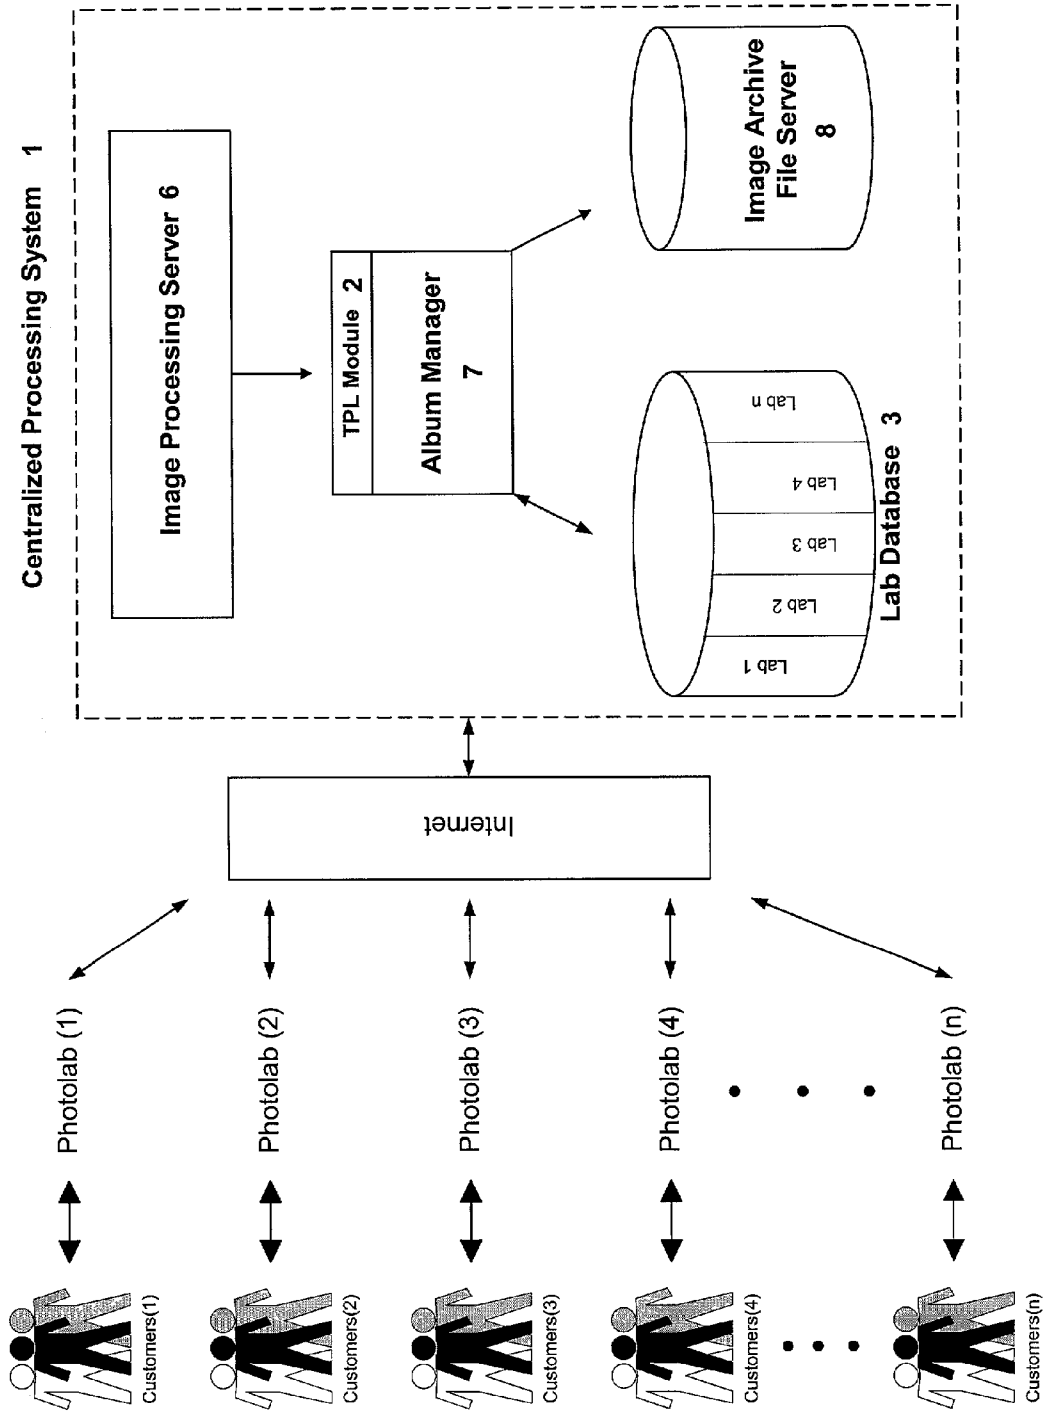 Centralized Processing System 1
Image Processing Server 6
TPL Module 2
Album Manager
7
Image Archive
File Server
8
Lab 1
Lab 2
Lab 3
Lab 4
Lab n
Lab Database 3
Internet
Photolab (1)
Photolab (2)
Photolab (3)
Photolab (4)
Photolab (n)
Customers(1)
Customers(2)
Customers(3)
Customers(4)
Customers(n)